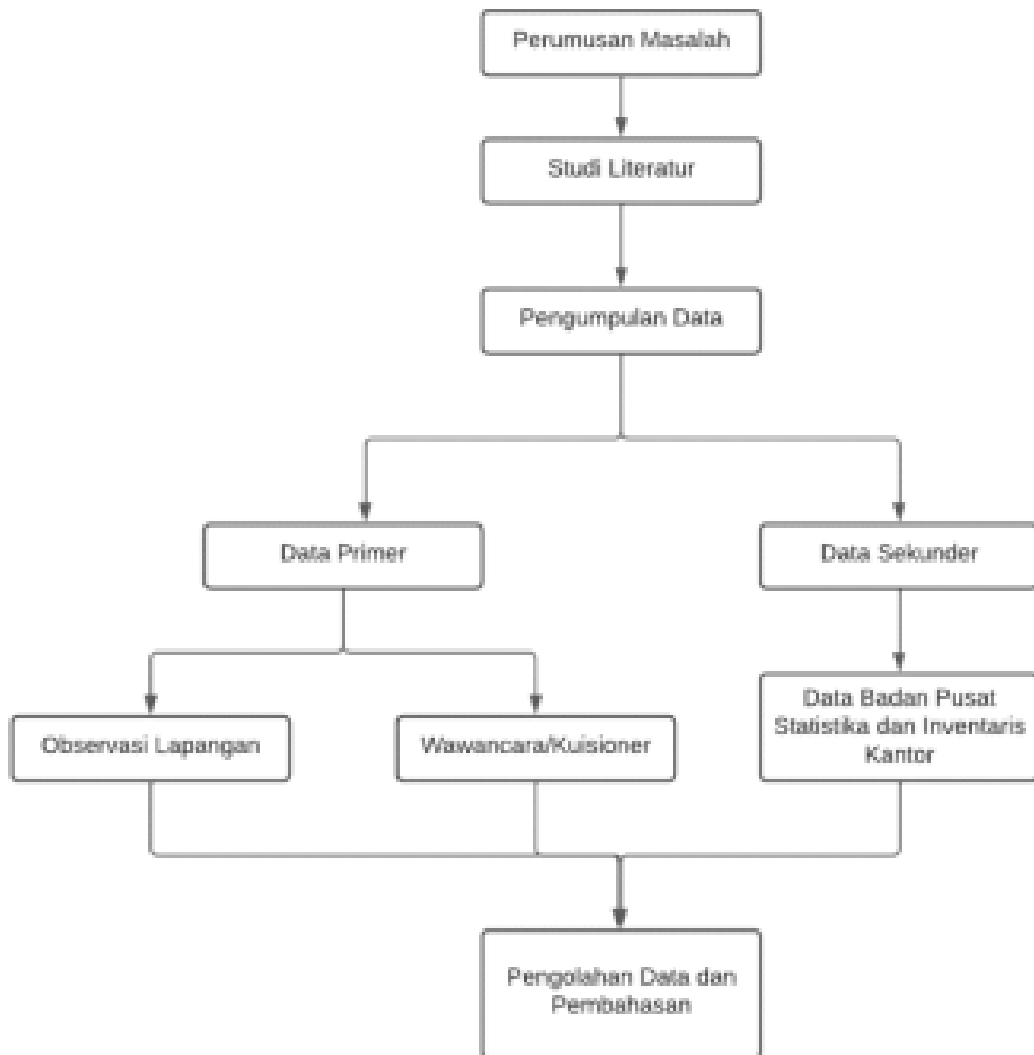 Perumusan Masalah
Studi Literatur
Pengumpulan Data
Data Primer
Data Sekunder
Observasi Lapangan
Wawancara/Kuisioner
Data Badan Pusat
Statistika dan Inventaris
Kantor
Pengolahan Data dan
Pembahasan